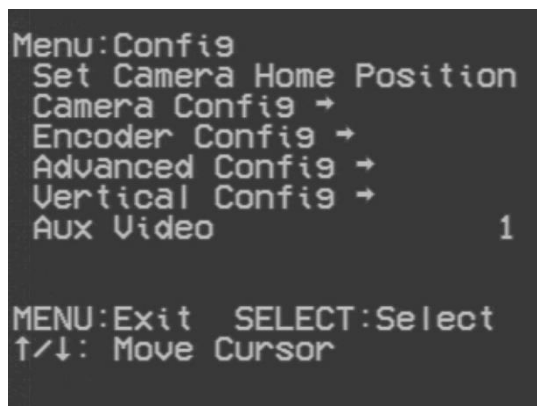 Menu:Config
Set Camera Home Position
Camera Config →
Encoder Config →
Advanced Config →
Vertical Config →
Aux Video 1
MENU:Exit SELECT:Select
↑/↓: Move Cursor